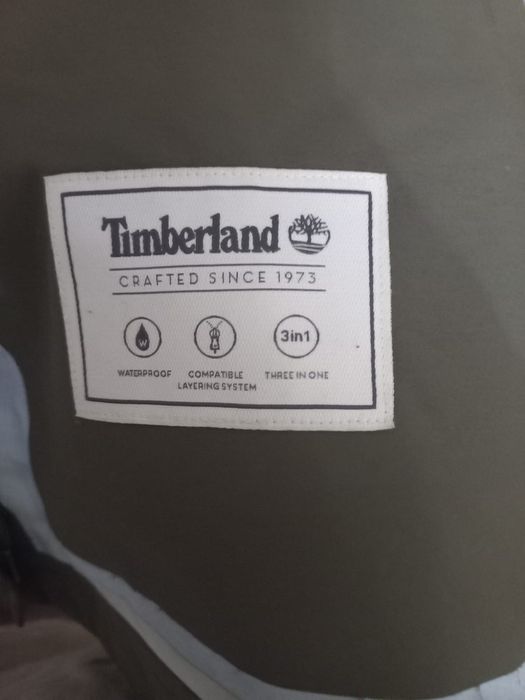 Timberland
CRAFTED SINCE 1973
W
3in1
WATERPROOF
COMPATIBLE
LAYERING SYSTEM
THREE IN ONE